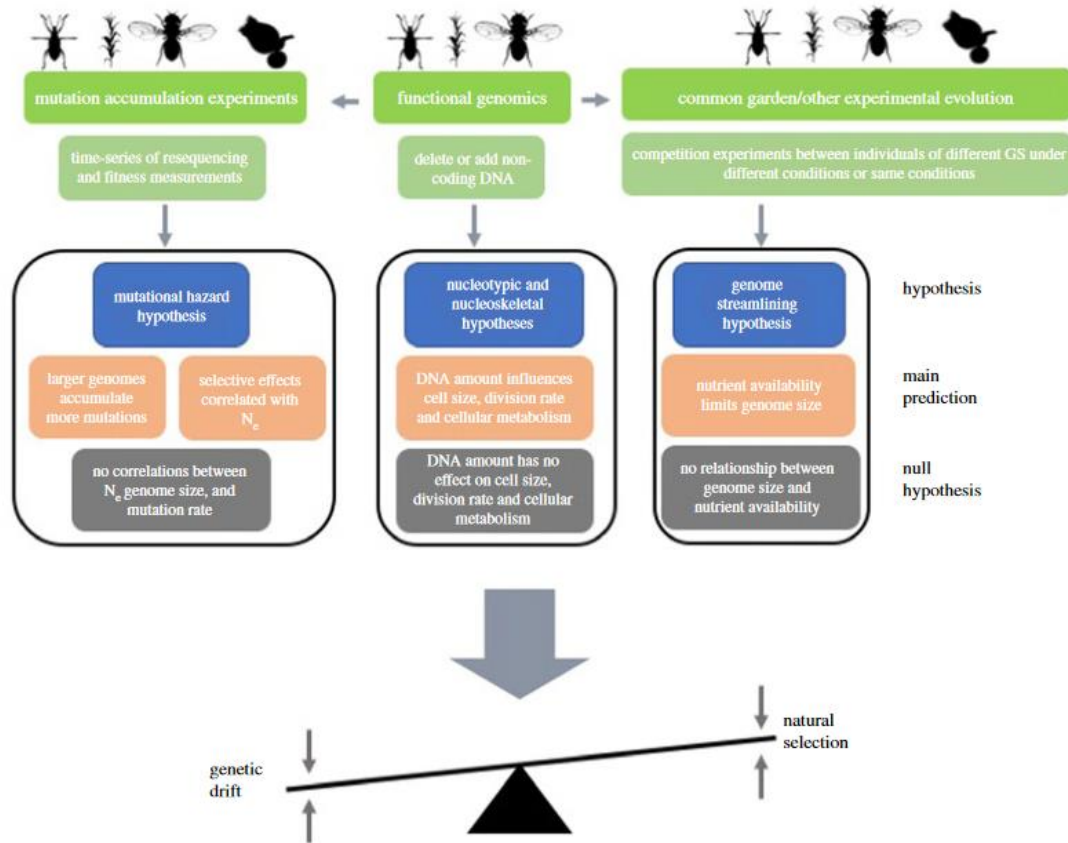 mutation accumulation experiments
functional genomics
common garden/other experimental evolution
time-series of resequencing
and fitness measurements
delete or add non-
coding DNA
competition experiments between individuals of different GS under
different conditions or same conditions
mutational hazard
hypothesis
nucleotypic and
nucleoskeletal
hypotheses
genome
streamlining
hypothesis
hypothesis
larger genomes
accumulate
more mutations
selective effects
correlated with
Nₑ
DNA amount influences
cell size, division rate
and cellular metabolism
nutrient availability
limits genome size
main
prediction
no correlations between
Nₑ genome size, and
mutation rate
DNA amount has no
effect on cell size,
division rate and cellular
metabolism
no relationship between
genome size and
nutrient availability
null
hypothesis
genetic
drift
natural
selection